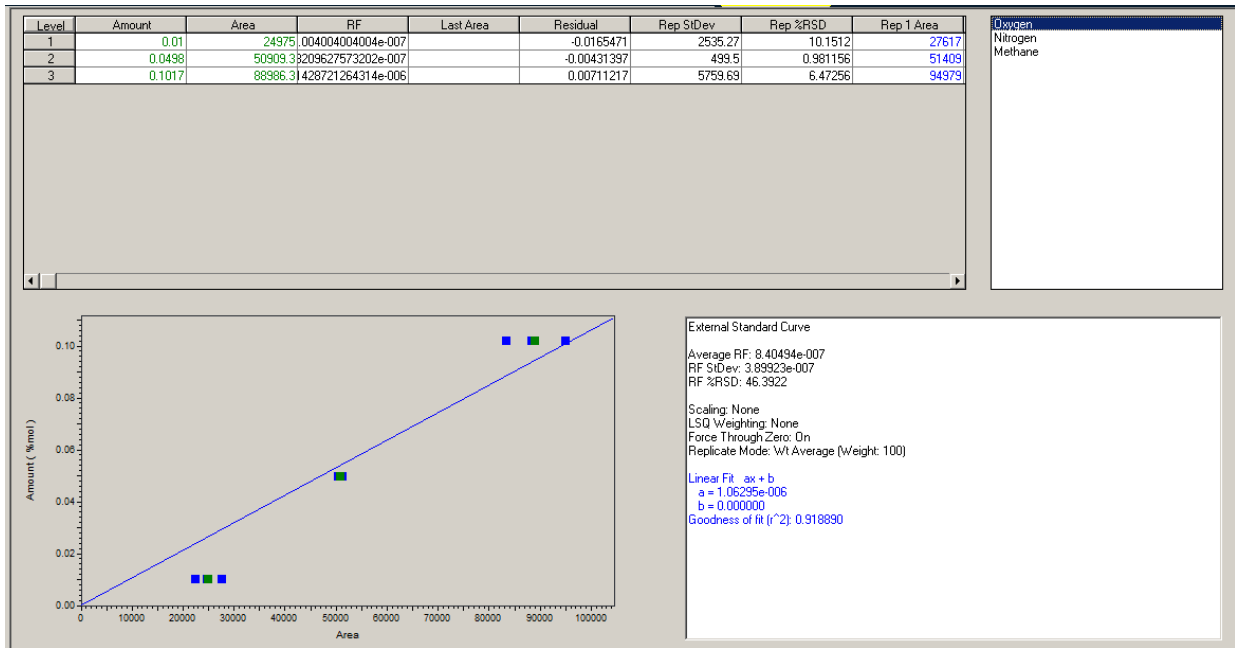 Level Amount Area RF Last Area Residual Rep StDev Rep %RSD Rep 1 Area
1 0.01 24975 .004004004004e-007 -0.0165471 2535.27 10.1512 27617
2 0.0498 50909.3 3209627573202e-007 -0.00431397 499.5 0.981156 51409
3 0.1017 88986.3 1428721264314e-006 0.00711217 5759.69 6.47256 94979
Oxygen
Nitrogen
Methane
0.10
0.08
0.06
0.04
0.02
0.00
Amount ( %mol )
0 10000 20000 30000 40000 50000 60000 70000 80000 90000 100000
Area
External Standard Curve
Average RF: 8.40494e-007
RF StDev: 3.89923e-007
RF %RSD: 46.3922
Scaling: None
LSQ Weighting: None
Force Through Zero: On
Replicate Mode: Wt Average (Weight: 100)
Linear Fit ax + b
a = 1.06295e-006
b = 0.000000
Goodness of fit (r^2): 0.918890